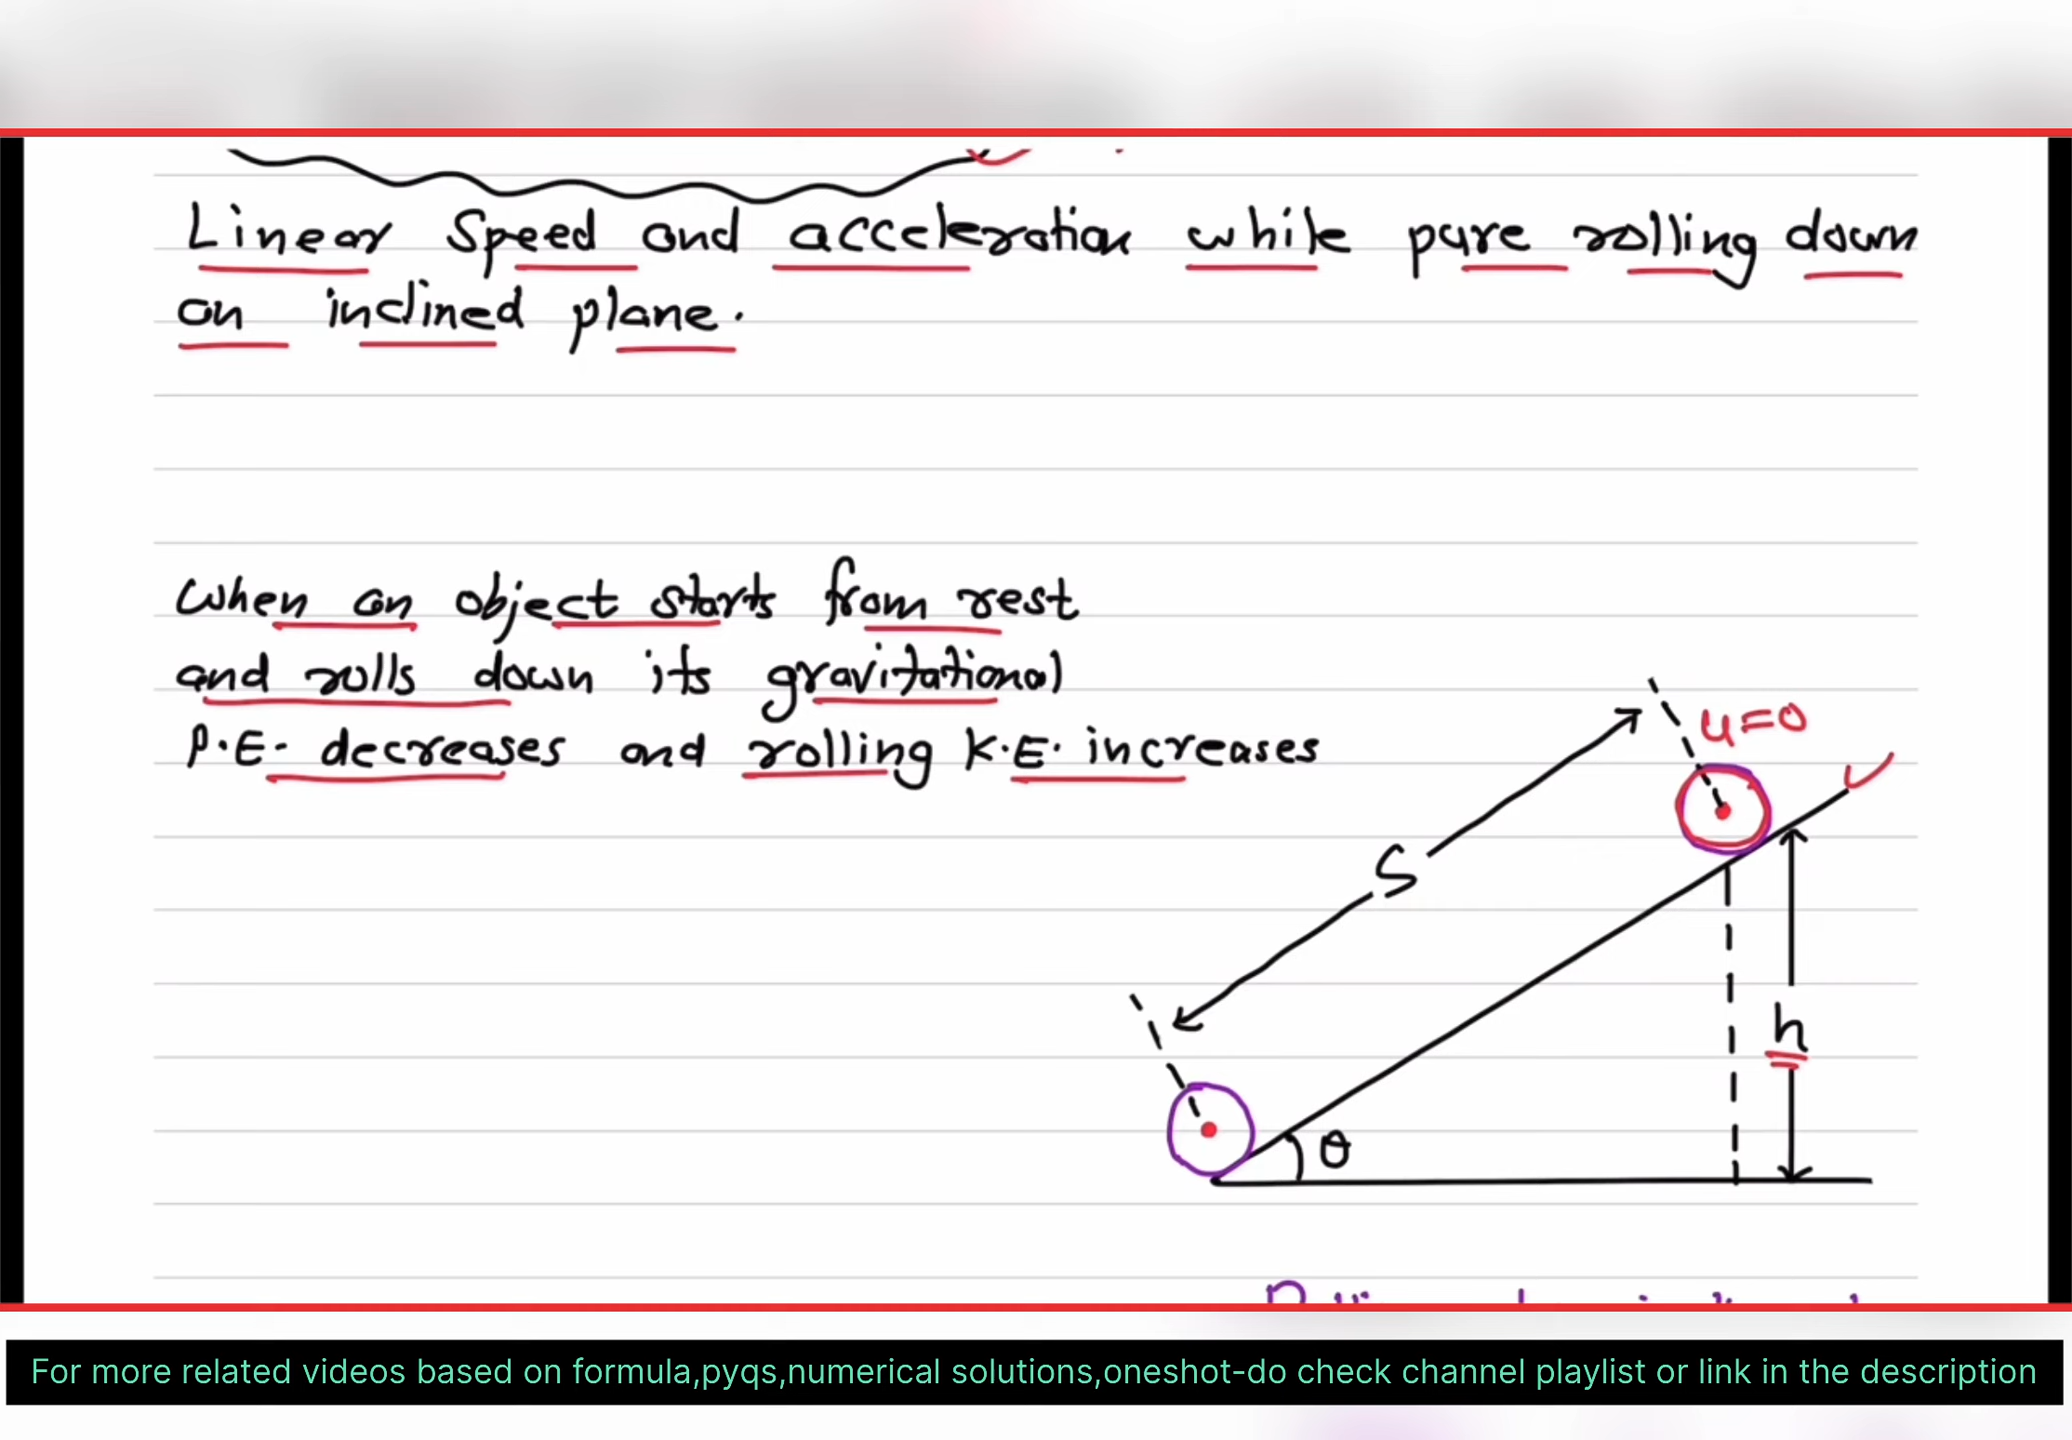 Linear Speed and acceleration while pure rolling down
an inclined plane.
When an object starts from rest
and rolls down its gravitational
P.E. decreases and rolling K.E. increases
u=0
S
h
θ
For more related videos based on formula,pyqs,numerical solutions,oneshot-do check channel playlist or link in the description